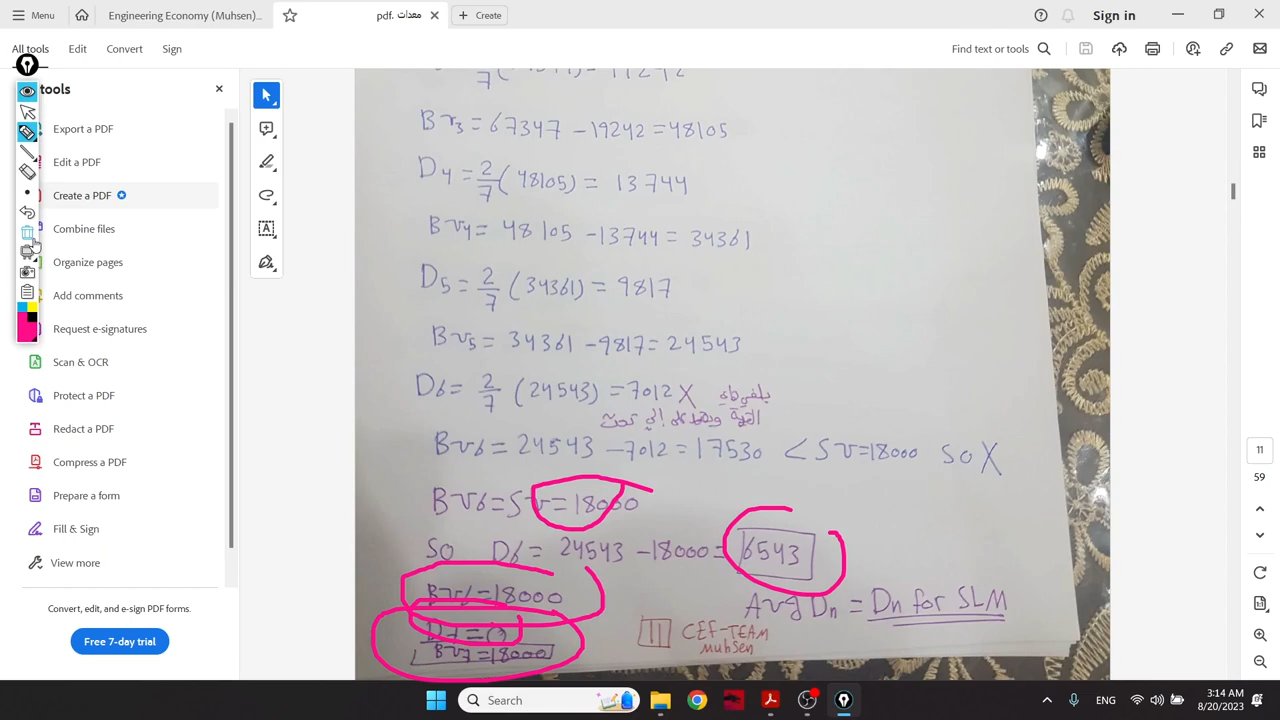 Menu
Engineering Economy (Muhsen)...
معدات .pdf
Create
Sign in
All tools
Edit
Convert
Sign
Find text or tools
tools
Export a PDF
Edit a PDF
Create a PDF
Combine files
Organize pages
Add comments
Request e-signatures
Scan & OCR
Protect a PDF
Redact a PDF
Compress a PDF
Prepare a form
Fill & Sign
View more
Convert, edit, and e-sign PDF forms.
Free 7-day trial
Bv3 = 67347 - 19242 = 48105
D4 = 2/7 (48105) = 13744
Bv4 = 48105 - 13744 = 34361
D5 = 2/7 (34361) = 9817
Bv5 = 34361 - 9817 = 24543
D6 = 2/7 (24543) = 7012 X
Bv6 = 24543 - 7012 = 17530 < Sv = 18000 so X
Bv6 = Sv = 18000
So D6 = 24543 - 18000 = 6543
Bv6 = 18000
Avg Dn = Dn for SLM
D7 = 0
Bv7 = 18000
11 CEF-TEAM
Muhsen
11
59
Search
ENG
3:14 AM
8/20/2023